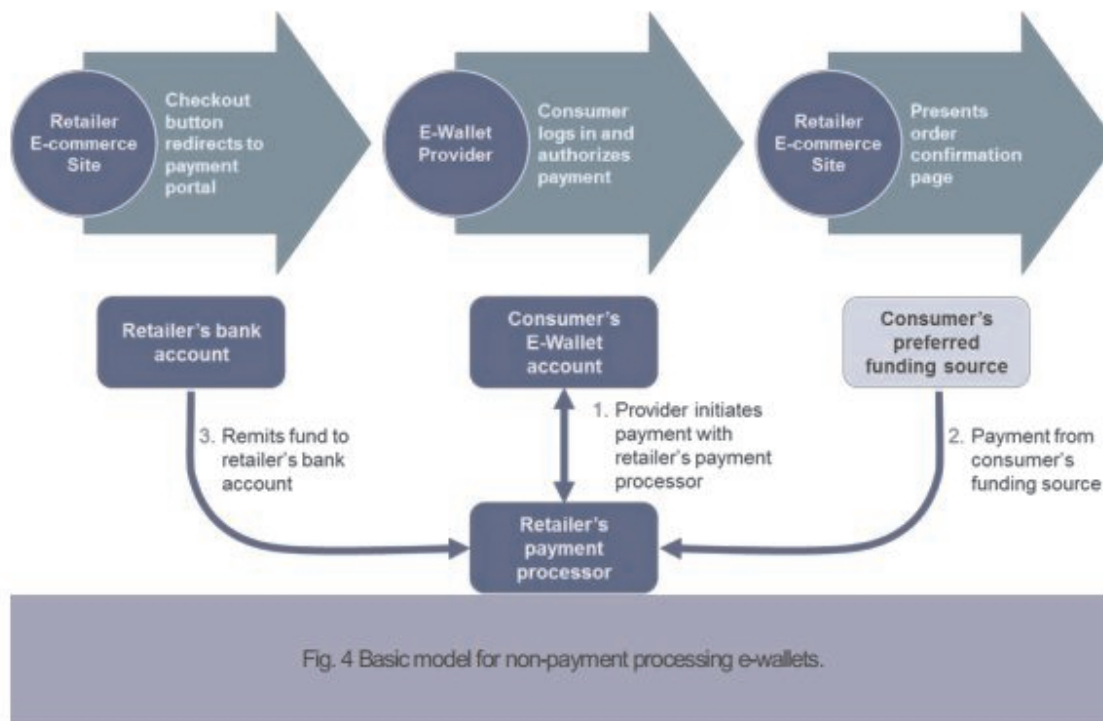 Retailer
E-commerce
Site
Checkout
button
redirects to
payment
portal
E-Wallet
Provider
Consumer
logs in and
authorizes
payment
Retailer
E-commerce
Site
Presents
order
confirmation
page
Retailer's bank
account
Consumer's
E-Wallet
account
Consumer's
preferred
funding source
3. Remits fund to
retailer's bank
account
1. Provider initiates
payment with
retailer's payment
processor
2. Payment from
consumer's
funding source
Retailer's
payment
processor
Fig. 4 Basic model for non-payment processing e-wallets.